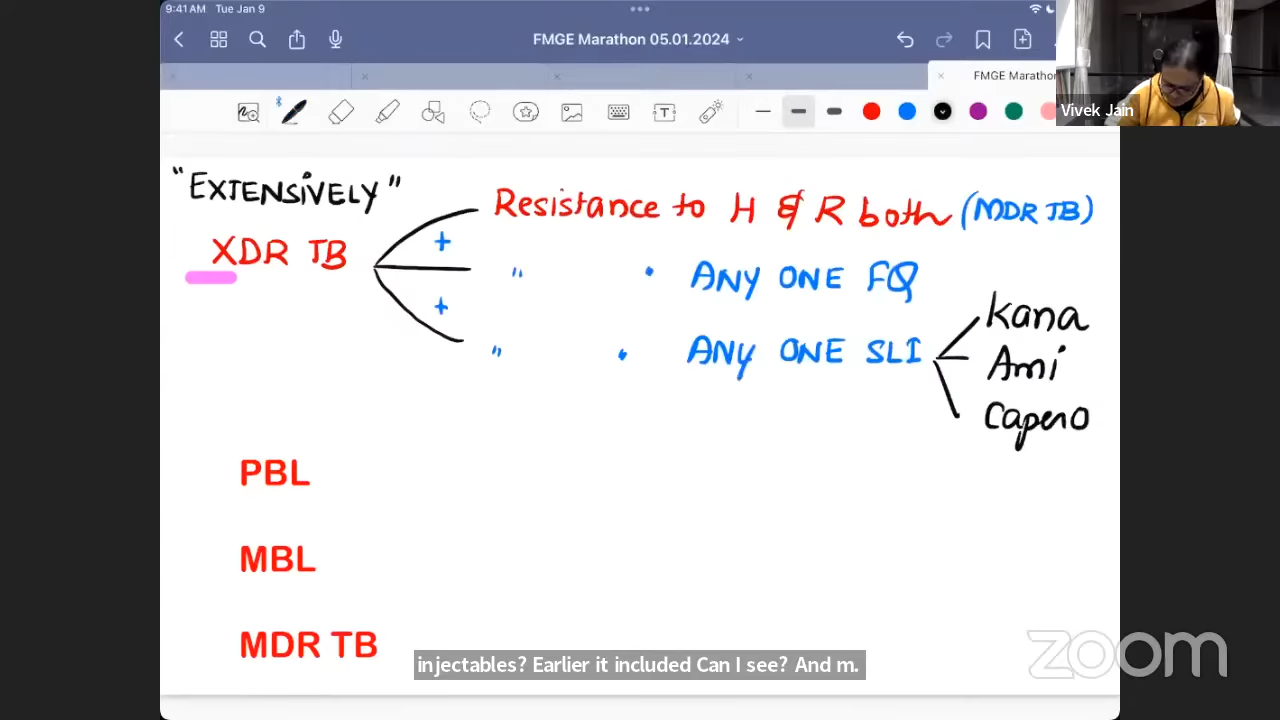 9:41 AM Tue Jan 9
FMGE Marathon 05.01.2024
FMGE Maratho
Vivek Jain
"EXTENSIVELY"
XDR TB
+
+
Resistance to H & R both (MDR TB)
" " ANY ONE FQ
" " ANY ONE SLI
Kana
Ami
Capero
PBL
MBL
MDR TB
injectables? Earlier it included Can I see? And m.
zoom